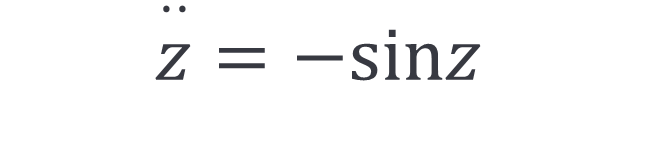 z̈ = −sinz